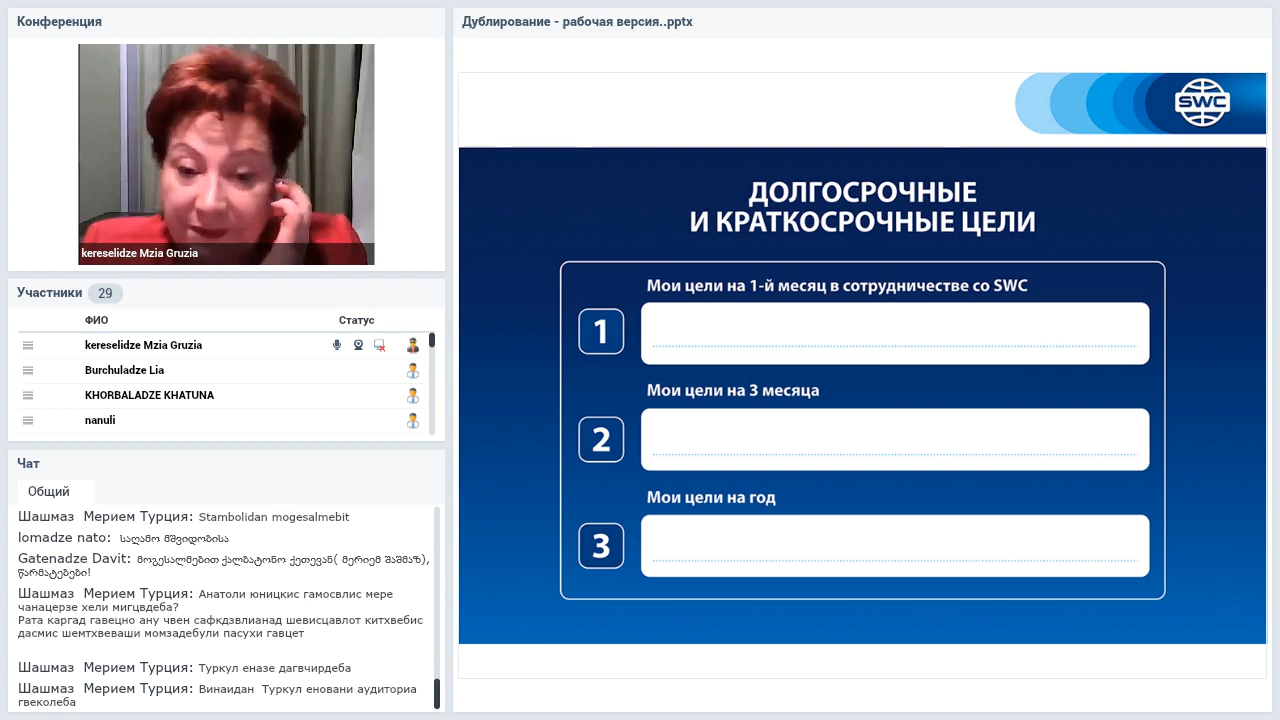 Конференция
kereselidze Mzia Gruzia
Участники 29
ФИО Статус
kereselidze Mzia Gruzia
Burchuladze Lia
KHORBALADZE KHATUNA
nanuli
Чат
Общий
Шашмаз Мерием Турция: Stambolidan mogesalmebit
lomadze nato: საღამო მშვიდობისა
Gatenadze Davit: მოგესალმებით ქალბატონო ქეთევან( მერიემ შაშმაზ),
წარმატებები!
Шашмаз Мерием Турция: Анатоли юницкис гамосвлис мере
чанацерзе хели мигцвдеба?
Рата каргад гавецно ану чвен сафкдзвлианад шевисцавлот китхвебис
дасмис шемтхвеваши момзадебули пасухи гавцет
Шашмаз Мерием Турция: Туркул еназе дагвчирдеба
Шашмаз Мерием Турция: Винаидан Туркул еновани аудиториа
гвеколеба
Дублирование - рабочая версия..pptx
SWC
ДОЛГОСРОЧНЫЕ
И КРАТКОСРОЧНЫЕ ЦЕЛИ
Мои цели на 1-й месяц в сотрудничестве со SWC
1
Мои цели на 3 месяца
2
Мои цели на год
3